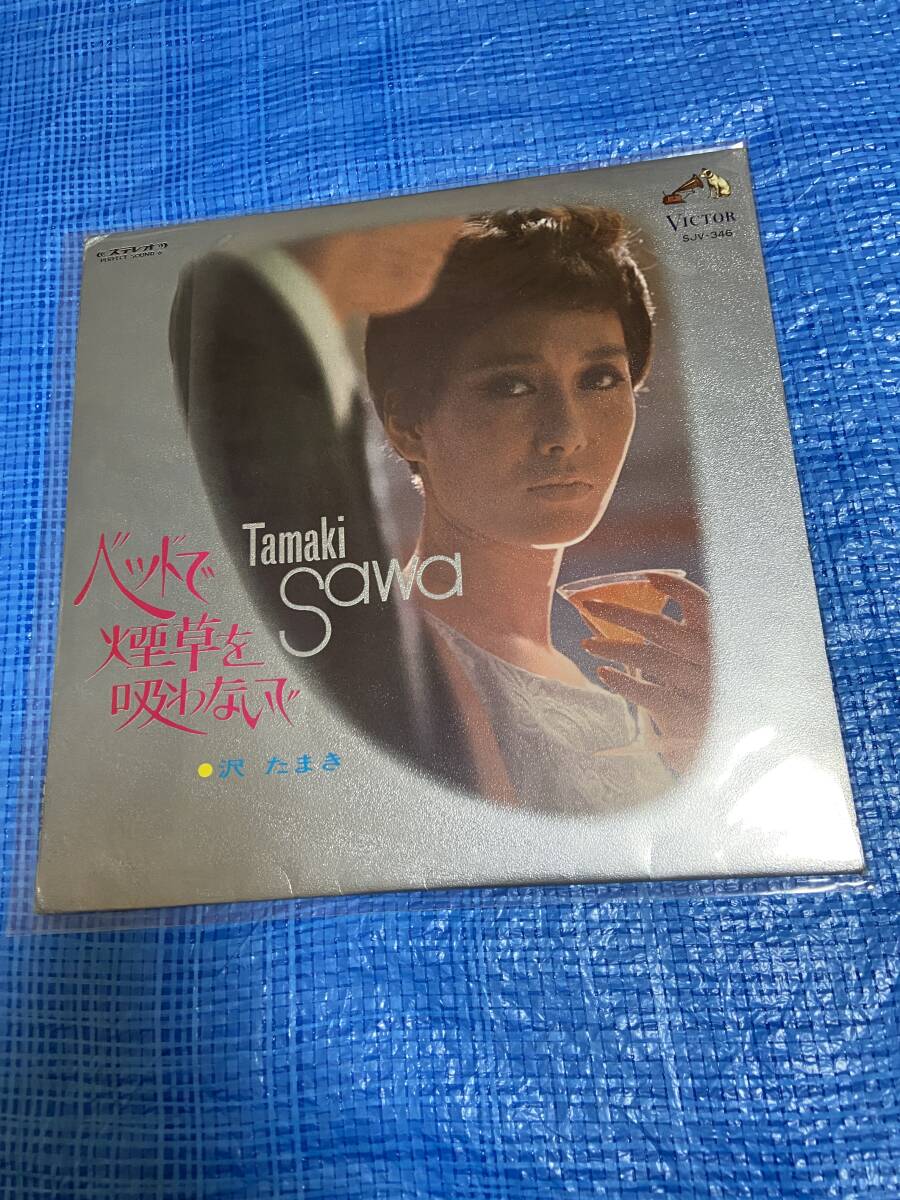 ステレオ
PERFECT SOUND
VICTOR
SJV-346
Tamaki
Sawa
ベッドで
煙草を
吸わないで
沢 たまき